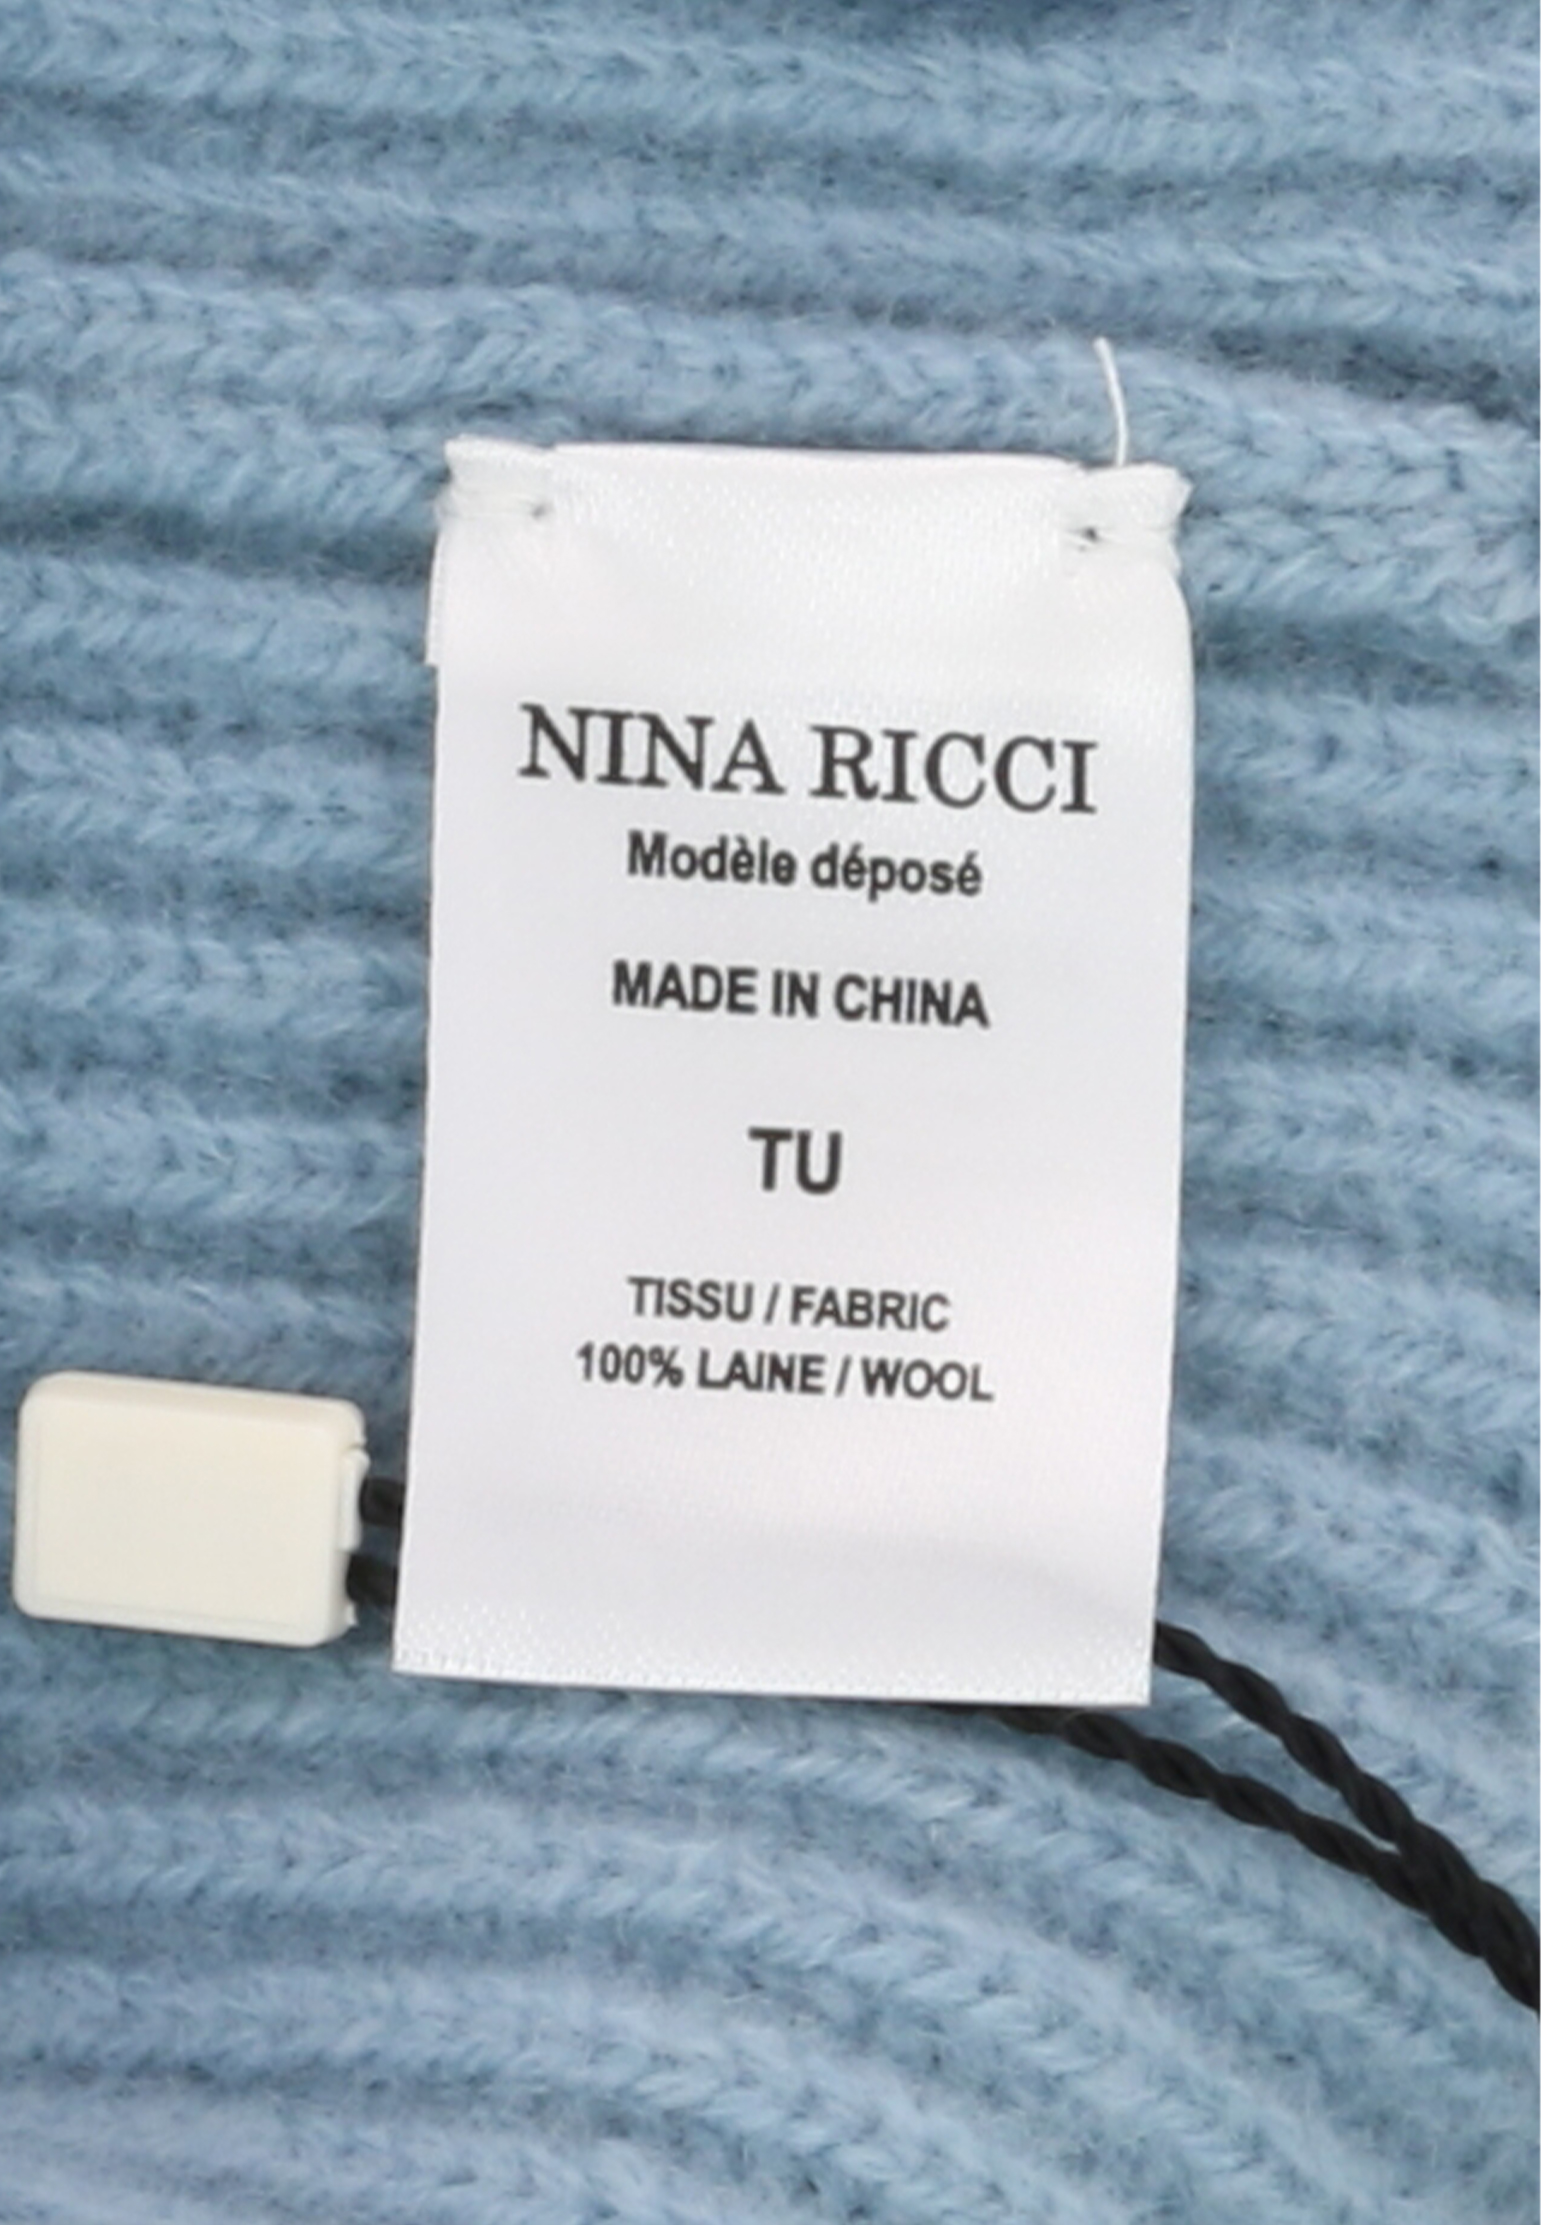 NINA RICCI
Modèle déposé
MADE IN CHINA
TU
TISSU / FABRIC
100% LAINE / WOOL